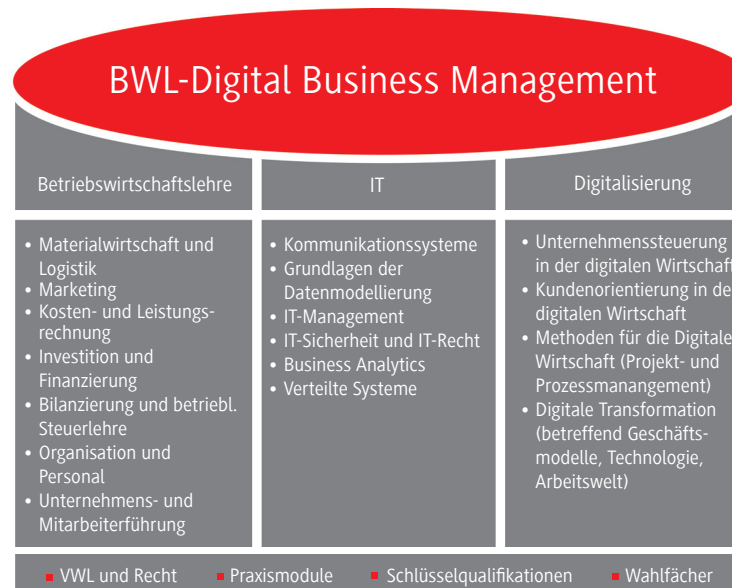 BWL-Digital Business Management
Betriebswirtschaftslehre
IT
Digitalisierung
• Materialwirtschaft und
Logistik
• Marketing
• Kosten- und Leistungs-
rechnung
• Investition und
Finanzierung
• Bilanzierung und betriebl.
Steuerlehre
• Organisation und
Personal
• Unternehmens- und
Mitarbeiterführung
• Kommunikationssysteme
• Grundlagen der
Datenmodellierung
• IT-Management
• IT-Sicherheit und IT-Recht
• Business Analytics
• Verteilte Systeme
• Unternehmenssteuerung
in der digitalen Wirtschaft
• Kundenorientierung in de
digitalen Wirtschaft
• Methoden für die Digitale
Wirtschaft (Projekt- und
Prozessmanangement)
• Digitale Transformation
(betreffend Geschäfts-
modelle, Technologie,
Arbeitswelt)
▪ VWL und Recht ▪ Praxismodule ▪ Schlüsselqualifikationen ▪ Wahlfächer